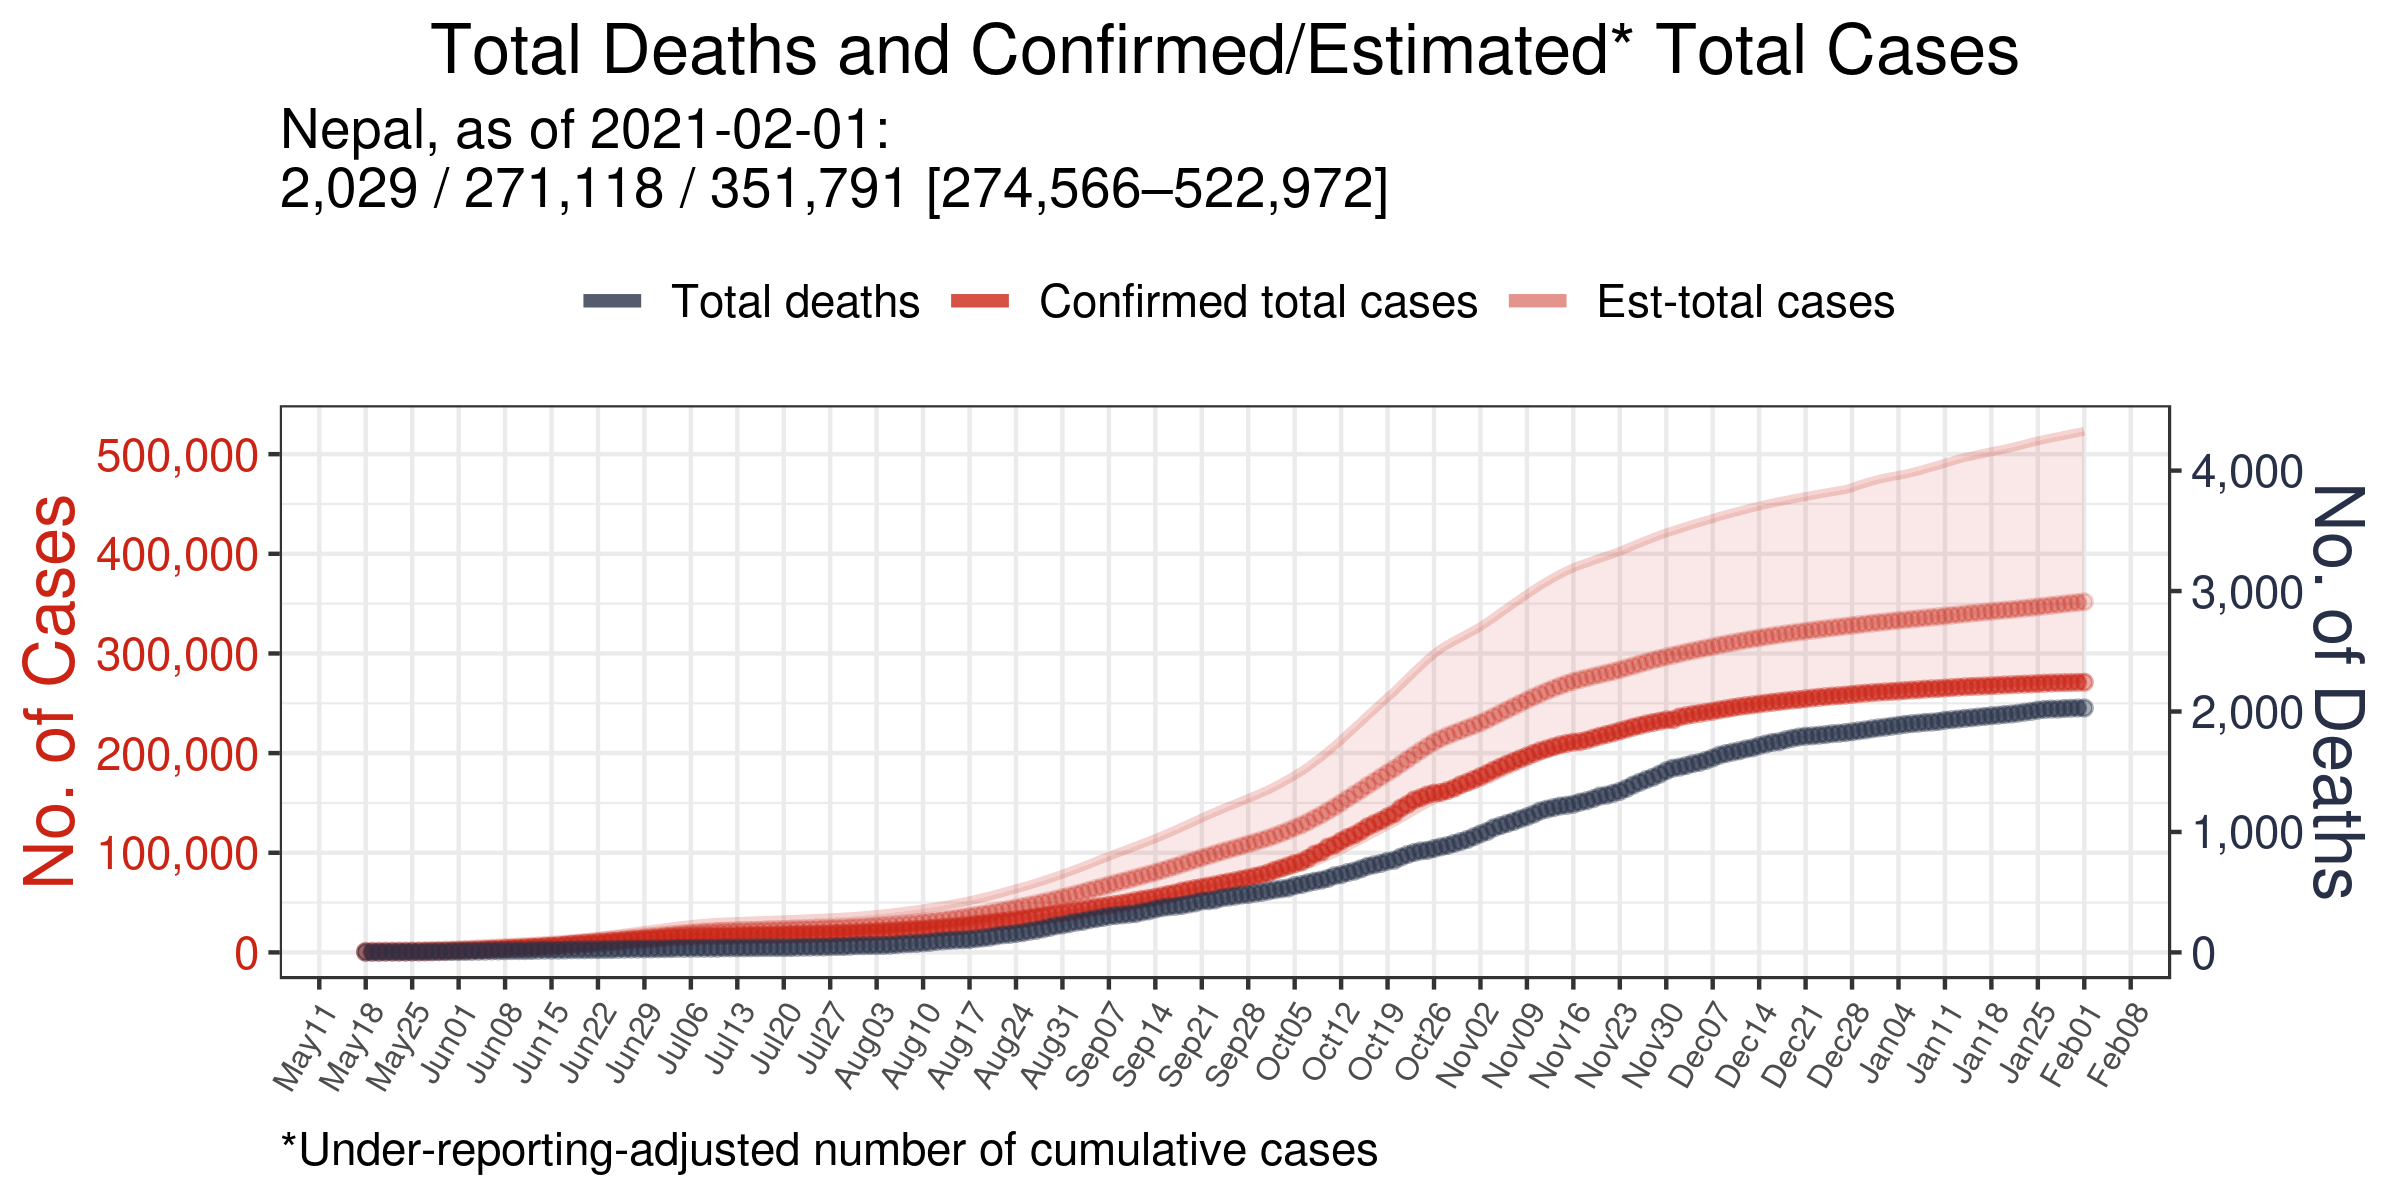 Total Deaths and Confirmed/Estimated* Total Cases
Nepal, as of 2021-02-01:
2,029 / 271,118 / 351,791 [274,566–522,972]
Total deaths Confirmed total cases Est-total cases
No. of Cases
500,000
400,000
300,000
200,000
100,000
0
4,000
3,000
2,000
1,000
0
No. of Deaths
May11 May18 May25 Jun01 Jun08 Jun15 Jun22 Jun29 Jul06 Jul13 Jul20 Jul27 Aug03 Aug10 Aug17 Aug24 Aug31 Sep07 Sep14 Sep21 Sep28 Oct05 Oct12 Oct19 Oct26 Nov02 Nov09 Nov16 Nov23 Nov30 Dec07 Dec14 Dec21 Dec28 Jan04 Jan11 Jan18 Jan25 Feb01 Feb08
*Under-reporting-adjusted number of cumulative cases